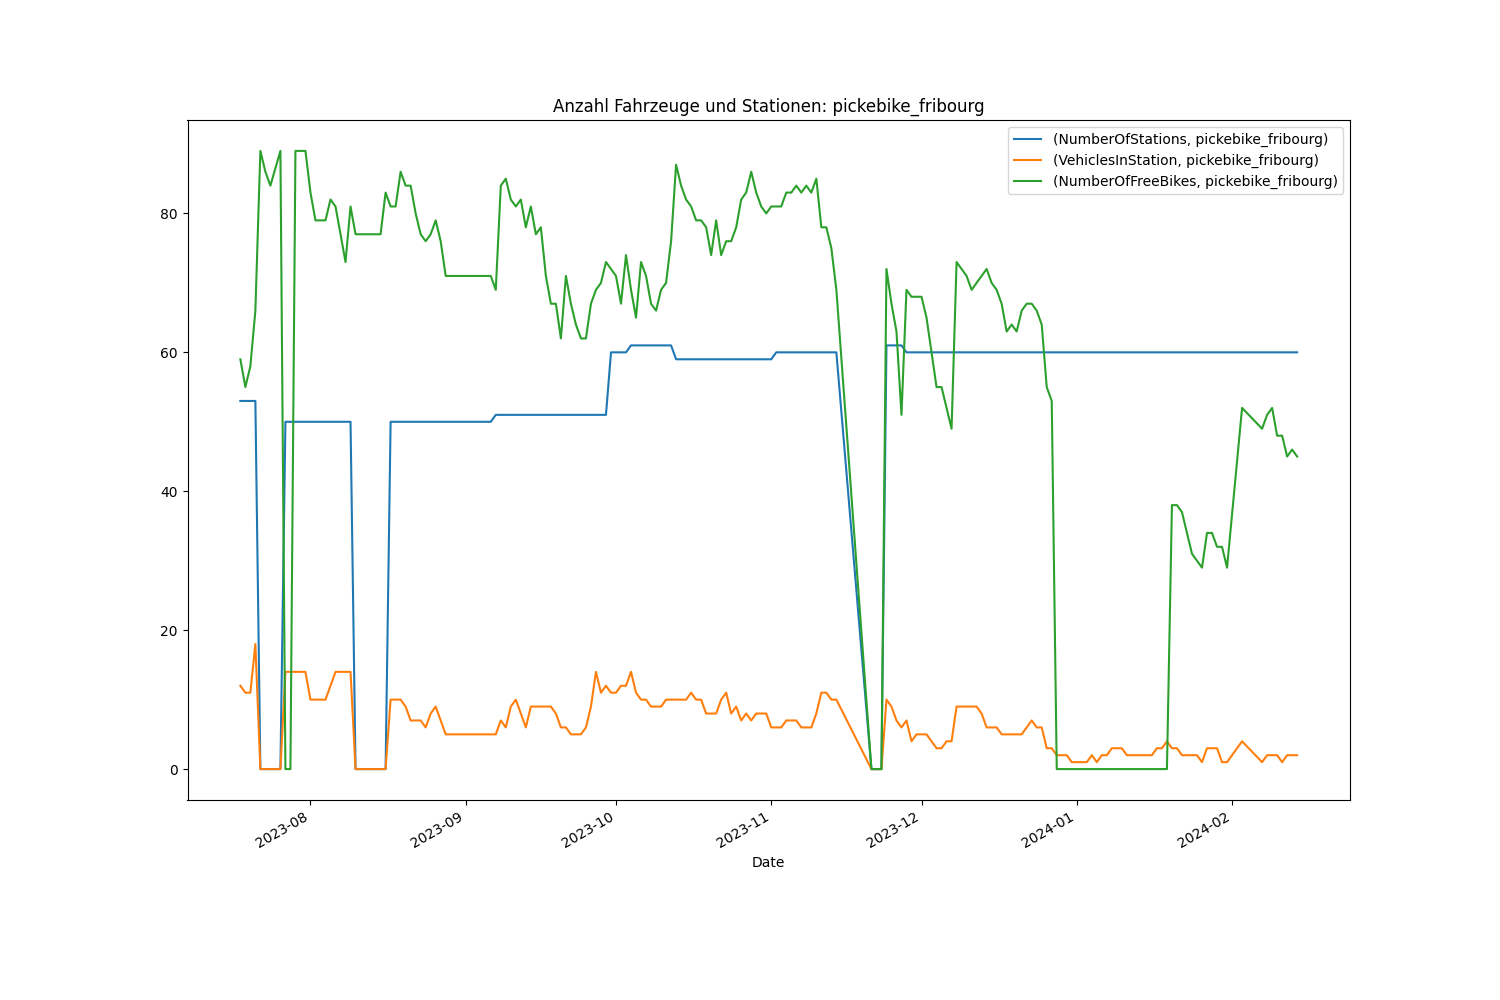 Anzahl Fahrzeuge und Stationen: pickebike_fribourg
(NumberOfStations, pickebike_fribourg)
(VehiclesInStation, pickebike_fribourg)
(NumberOfFreeBikes, pickebike_fribourg)
80
60
40
20
0
2023-08
2023-09
2023-10
2023-11
2023-12
2024-01
2024-02
Date